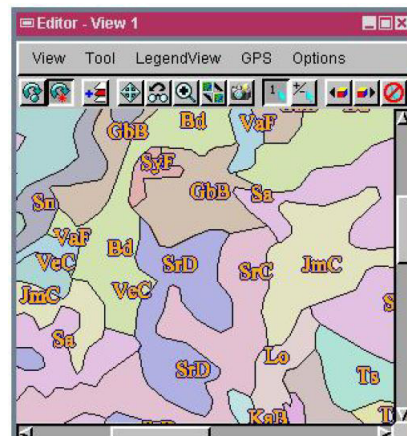 Editor - View 1
View Tool LegendView GPS Options
1
GbB Bd VaF
SyF
GbB Sa
Sn
VaF Bd
VeC SrD SrC JmC
JmC VeC
Sa Lo
SrD Ts
KaB